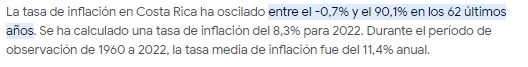 La tasa de inflación en Costa Rica ha oscilado entre el -0,7% y el 90,1% en los 62 últimos
años. Se ha calculado una tasa de inflación del 8,3% para 2022. Durante el período de
observación de 1960 a 2022, la tasa media de inflación fue del 11,4% anual.